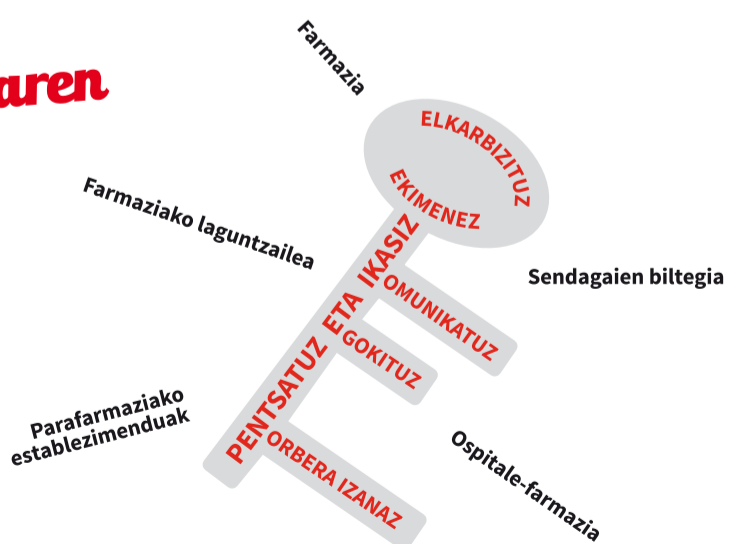 Farmazia
aren
ELKARBIZITUZ
EKIMENEZ
Farmaziako laguntzailea
PENTSATUZ ETA IKASIZ
Sendagaien biltegia
OMUNIKATUZ
GOKITUZ
Parafarmaziako
establezimenduak
ORBERA IZANAZ
Ospitale-farmazia